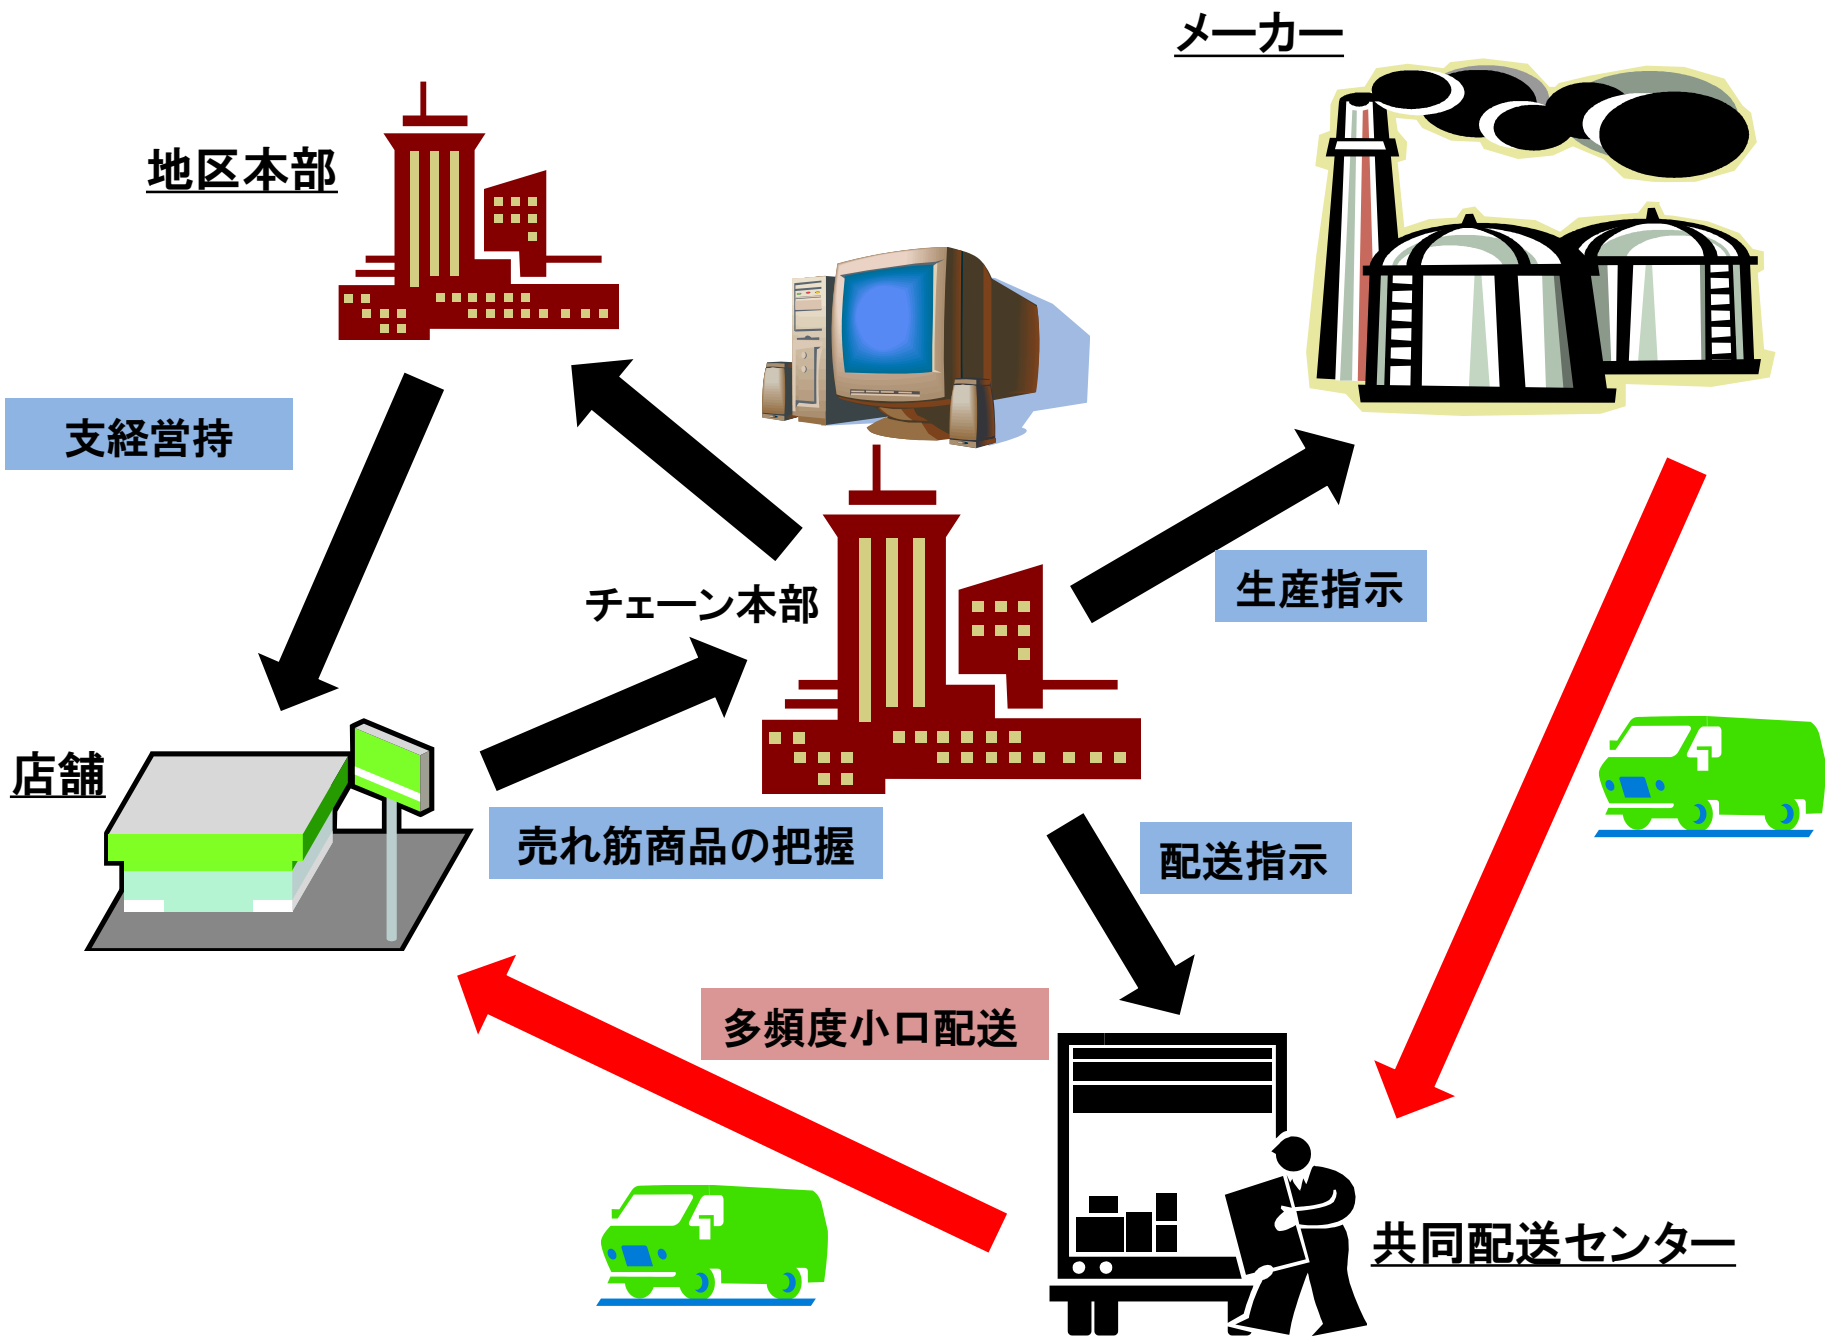 メーカー
地区本部
支経営持
生産指示
チェーン本部
店舗
売れ筋商品の把握
配送指示
多頻度小口配送
共同配送センター